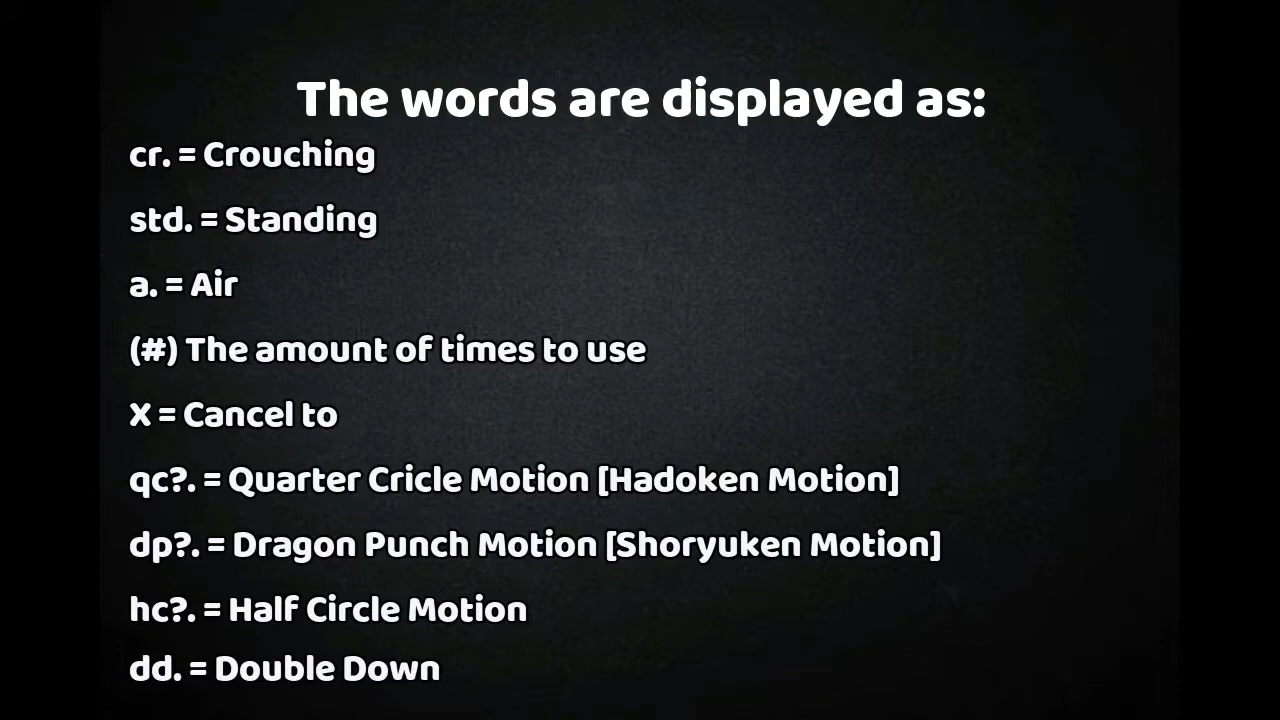 The words are displayed as:
cr. = Crouching
std. = Standing
a. = Air
(#) The amount of times to use
X = Cancel to
qc?. = Quarter Cricle Motion [Hadoken Motion]
dp?. = Dragon Punch Motion [Shoryuken Motion]
hc?. = Half Circle Motion
dd. = Double Down